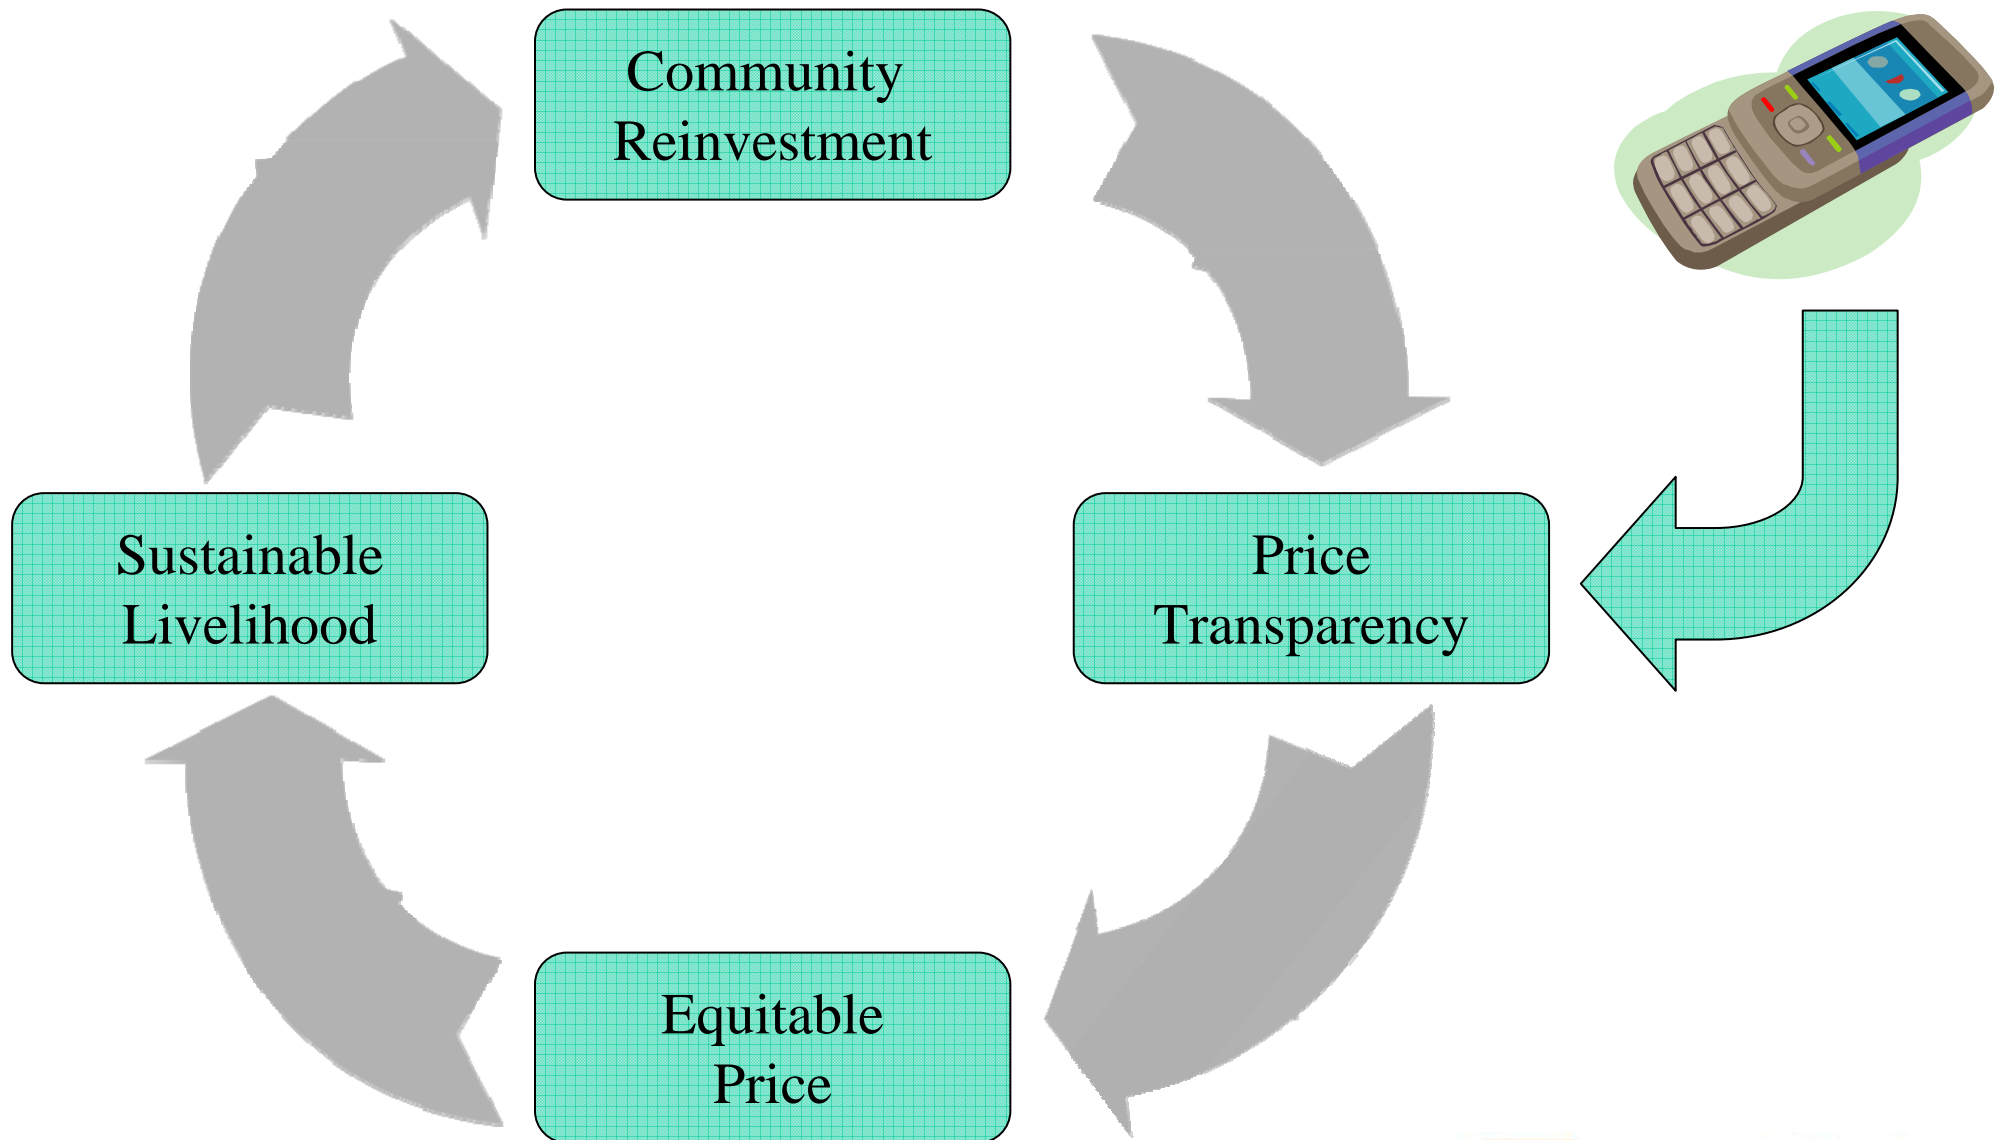 Community
Reinvestment
Sustainable
Livelihood
Price
Transparency
Equitable
Price